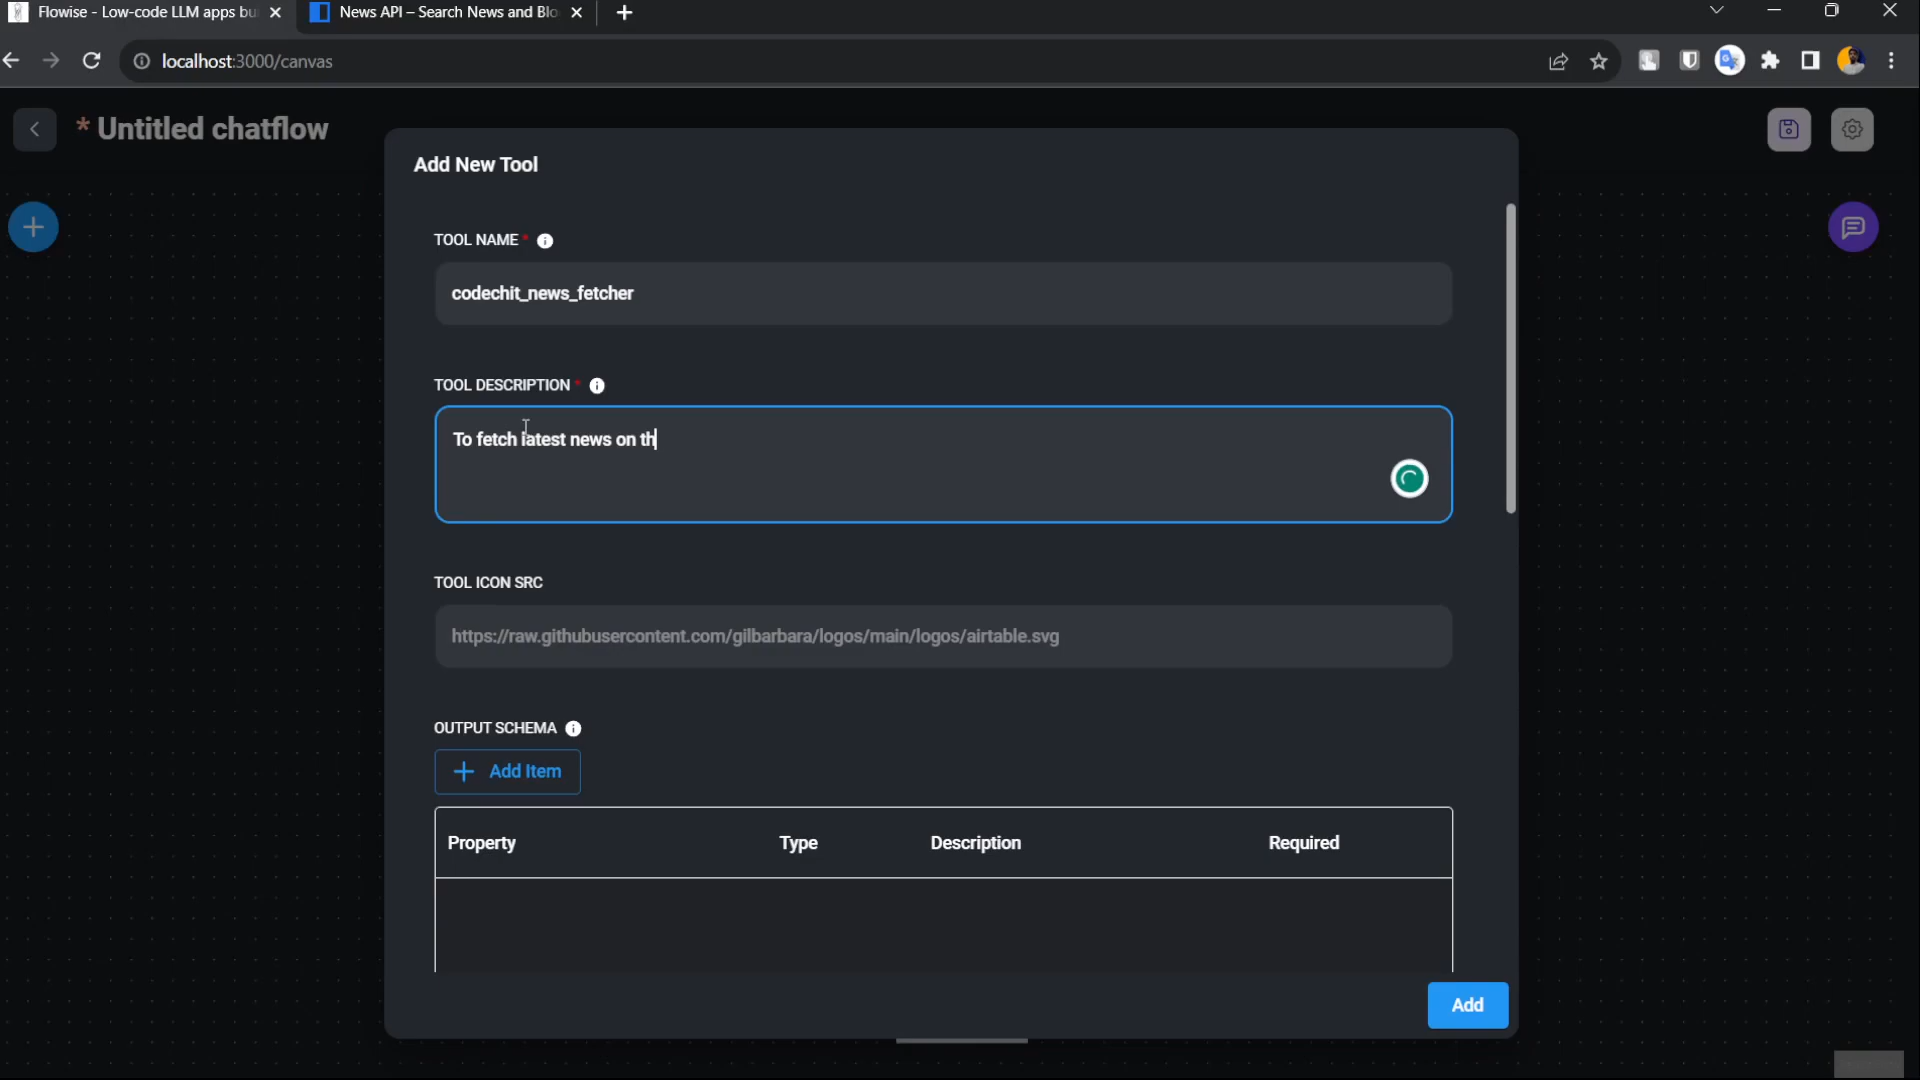 Flowise - Low-code LLM apps bu
News API – Search News and Blo
localhost:3000/canvas
* Untitled chatflow
Add New Tool
TOOL NAME *
codechit_news_fetcher
TOOL DESCRIPTION *
To fetch latest news on th
TOOL ICON SRC
https://raw.githubusercontent.com/gilbarbara/logos/main/logos/airtable.svg
OUTPUT SCHEMA
Add Item
Property Type Description Required
Add